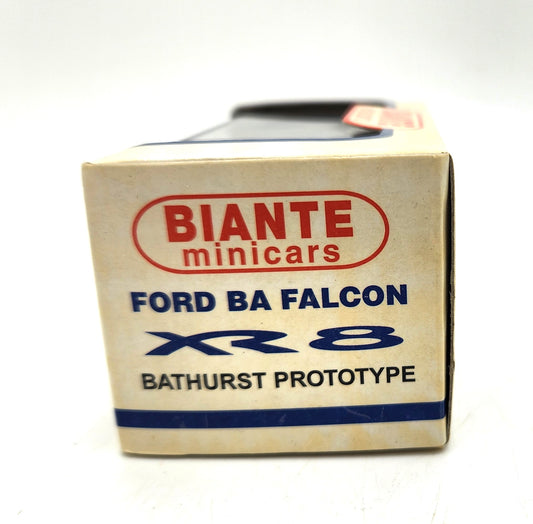 BIANTE
minicars
FORD BA FALCON
XR8
BATHURST PROTOTYPE